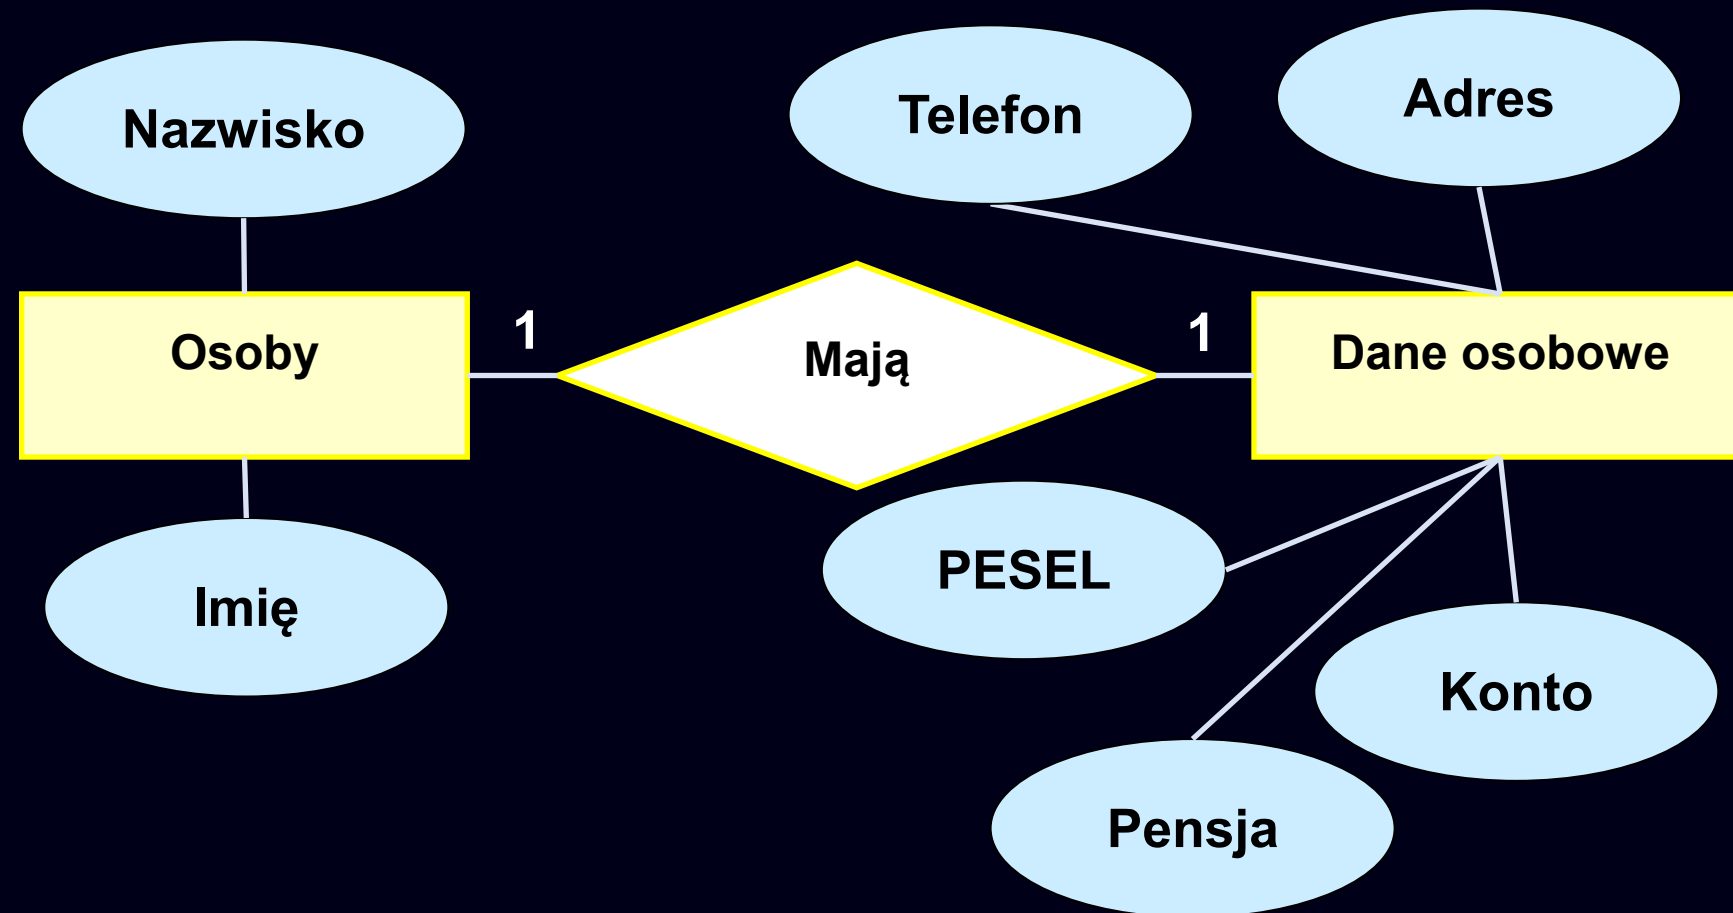 Nazwisko
Telefon
Adres
Osoby
1
Mają
1
Dane osobowe
PESEL
Imię
Konto
Pensja